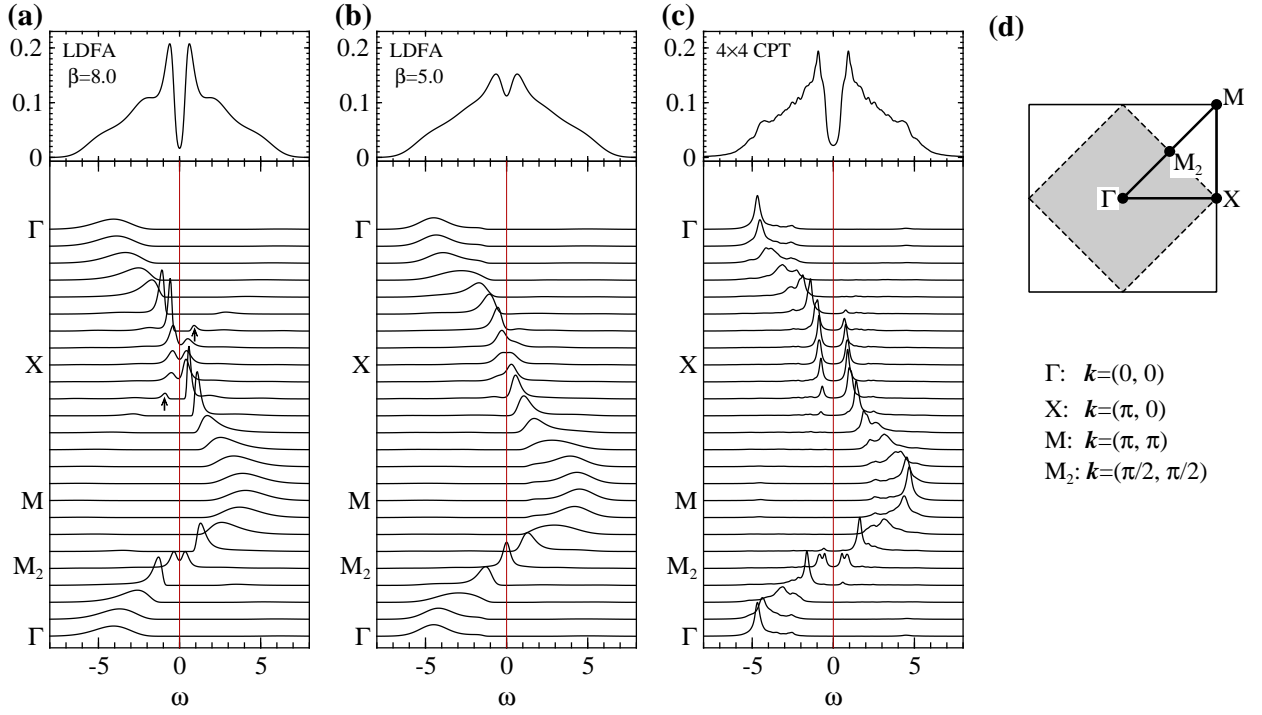 (a)
LDFA
β=8.0
0.2
0.1
0
Γ
X
M
M₂
Γ
-5
0
5
ω
(b)
LDFA
β=5.0
0.2
0.1
0
Γ
X
M
M₂
Γ
-5
0
5
ω
(c)
4×4 CPT
0.2
0.1
0
Γ
X
M
M₂
Γ
-5
0
5
ω
(d)
M
M₂
Γ
X
Γ: k=(0, 0)
X: k=(π, 0)
M: k=(π, π)
M₂: k=(π/2, π/2)